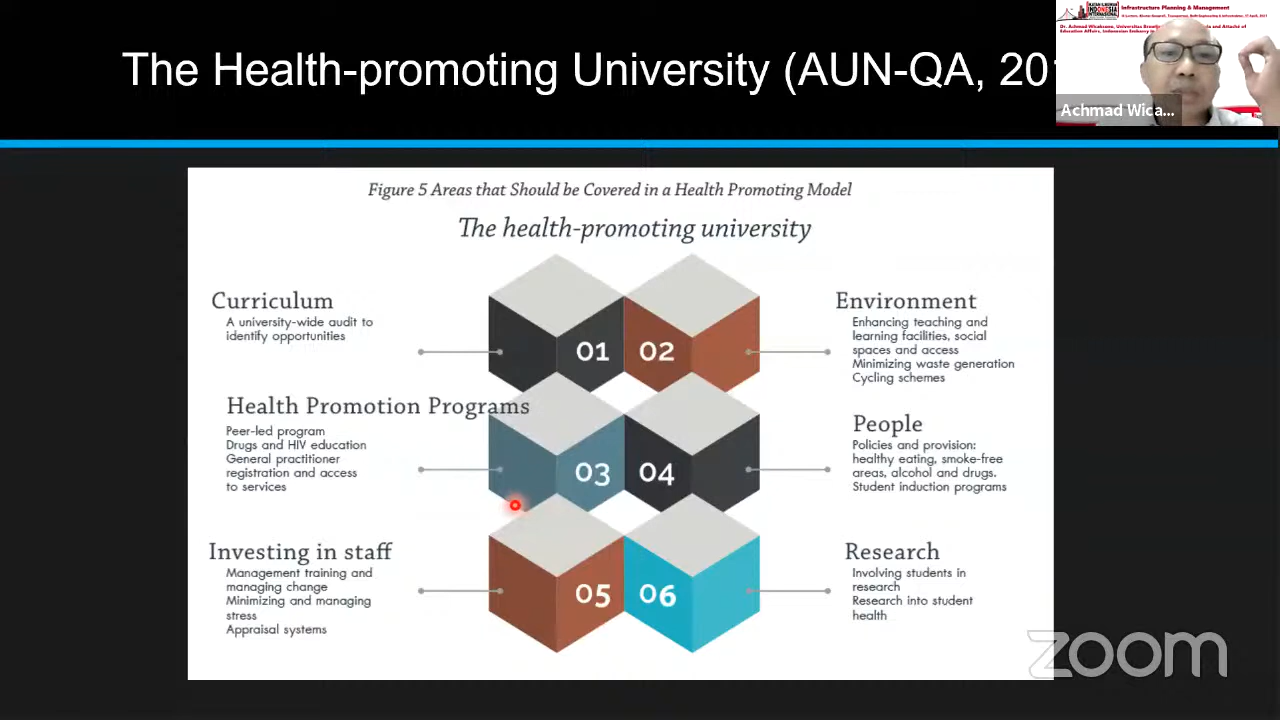 The Health-promoting University (AUN-QA, 20
Infrastructure Planning & Management
Education Affairs, Indonesian Embassy in
Achmad Wica...
Figure 5 Areas that Should be Covered in a Health Promoting Model
The health-promoting university
Curriculum
A university-wide audit to
identify opportunities
01
02
Environment
Enhancing teaching and
learning facilities, social
spaces and access
Minimizing waste generation
Cycling schemes
Health Promotion Programs
Peer-led program
Drugs and HIV education
General practitioner
registration and access
to services
03
04
People
Policies and provision:
healthy eating, smoke-free
areas, alcohol and drugs.
Student induction programs
Investing in staff
Management training and
managing change
Minimizing and managing
stress
Appraisal systems
05
06
Research
Involving students in
research
Research into student
health
zoom